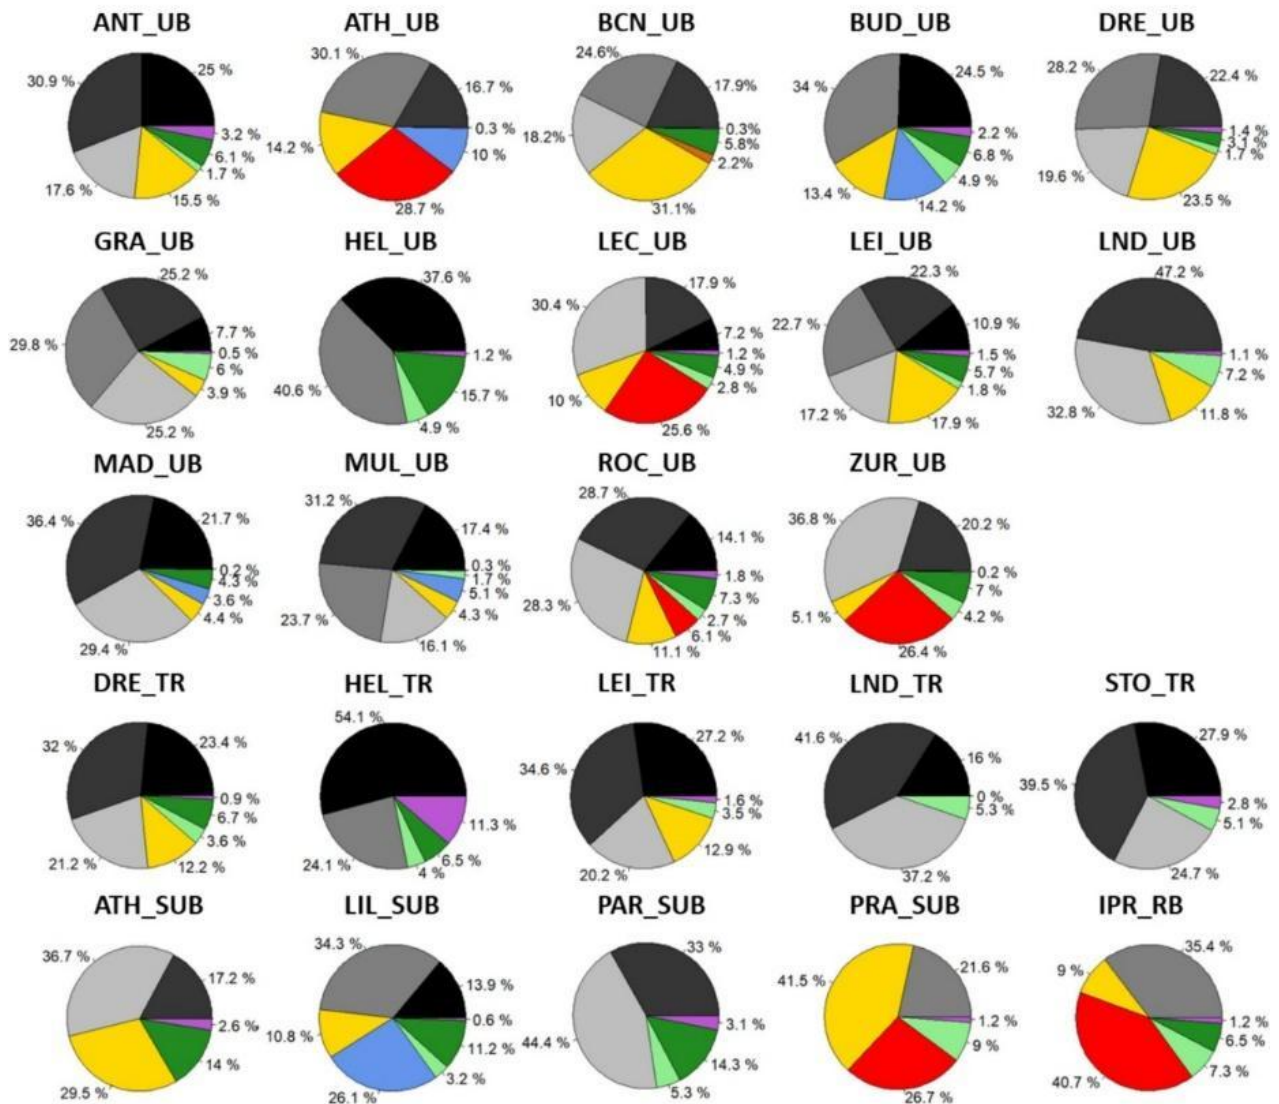 ANT_UB ATH_UB BCN_UB BUD_UB DRE_UB
30.9 % 25 % 3.2 % 6.1 % 1.7 % 15.5 % 17.6 %
30.1 % 16.7 % 0.3 % 10 % 28.7 % 14.2 %
24.6% 17.9% 0.3% 5.8% 2.2% 31.1% 18.2%
34 % 24.5 % 2.2 % 6.8 % 4.9 % 14.2 % 13.4 %
28.2 % 22.4 % 1.4 % 3.1 % 1.7 % 23.5 % 19.6 %
GRA_UB HEL_UB LEC_UB LEI_UB LND_UB
25.2 % 7.7 % 0.5 % 6 % 3.9 % 25.2 % 29.8 %
37.6 % 1.2 % 15.7 % 4.9 % 40.6 %
30.4 % 17.9 % 7.2 % 1.2 % 4.9 % 2.8 % 25.6 % 10 %
22.3 % 10.9 % 1.5 % 5.7 % 1.8 % 17.9 % 17.2 % 22.7 %
47.2 % 1.1 % 7.2 % 11.8 % 32.8 %
MAD_UB MUL_UB ROC_UB ZUR_UB
36.4 % 21.7 % 0.2 % 4.3 % 3.6 % 4.4 % 29.4 %
31.2 % 17.4 % 0.3 % 1.7 % 5.1 % 4.3 % 16.1 % 23.7 %
28.7 % 14.1 % 1.8 % 7.3 % 2.7 % 6.1 % 11.1 % 28.3 %
36.8 % 20.2 % 0.2 % 7 % 4.2 % 26.4 % 5.1 %
DRE_TR HEL_TR LEI_TR LND_TR STO_TR
32 % 23.4 % 0.9 % 6.7 % 3.6 % 12.2 % 21.2 %
54.1 % 11.3 % 6.5 % 4 % 24.1 %
34.6 % 27.2 % 1.6 % 3.5 % 12.9 % 20.2 %
41.6 % 16 % 0 % 5.3 % 37.2 %
39.5 % 27.9 % 2.8 % 5.1 % 24.7 %
ATH_SUB LIL_SUB PAR_SUB PRA_SUB IPR_RB
36.7 % 17.2 % 2.6 % 14 % 29.5 %
34.3 % 13.9 % 0.6 % 11.2 % 3.2 % 26.1 % 10.8 %
33 % 3.1 % 14.3 % 5.3 % 44.4 %
41.5 % 21.6 % 1.2 % 9 % 26.7 %
35.4 % 1.2 % 6.5 % 7.3 % 40.7 % 9 %